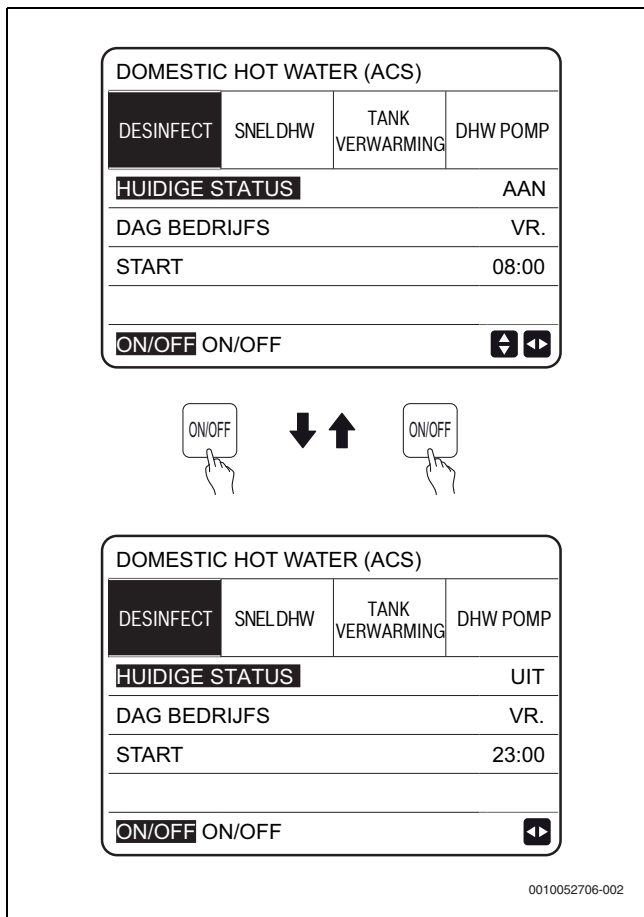 DOMESTIC HOT WATER (ACS)
DESINFECT SNEL DHW TANK VERWARMING DHW POMP
HUIDIGE STATUS AAN
DAG BEDRIJFS VR.
START 08:00
ON/OFF ON/OFF
ON/OFF ON/OFF
DOMESTIC HOT WATER (ACS)
DESINFECT SNEL DHW TANK VERWARMING DHW POMP
HUIDIGE STATUS UIT
DAG BEDRIJFS VR.
START 23:00
ON/OFF ON/OFF
0010052706-002